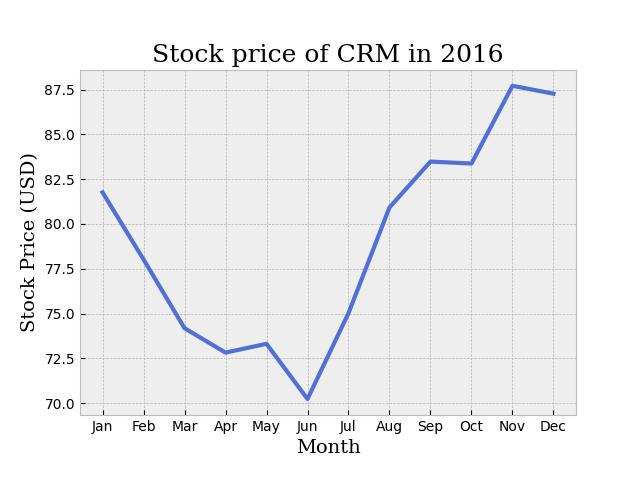 Stock price of CRM in 2016
Stock Price (USD)
87.5
85.0
82.5
80.0
77.5
75.0
72.5
70.0
Jan Feb Mar Apr May Jun Jul Aug Sep Oct Nov Dec
Month